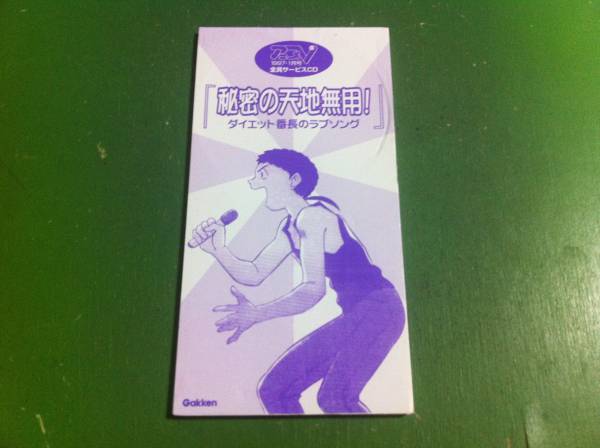 アニメV
1997・1月号
全員サービスCD
『秘密の天地無用!
ダイエット番長のラブソング』
Gakken